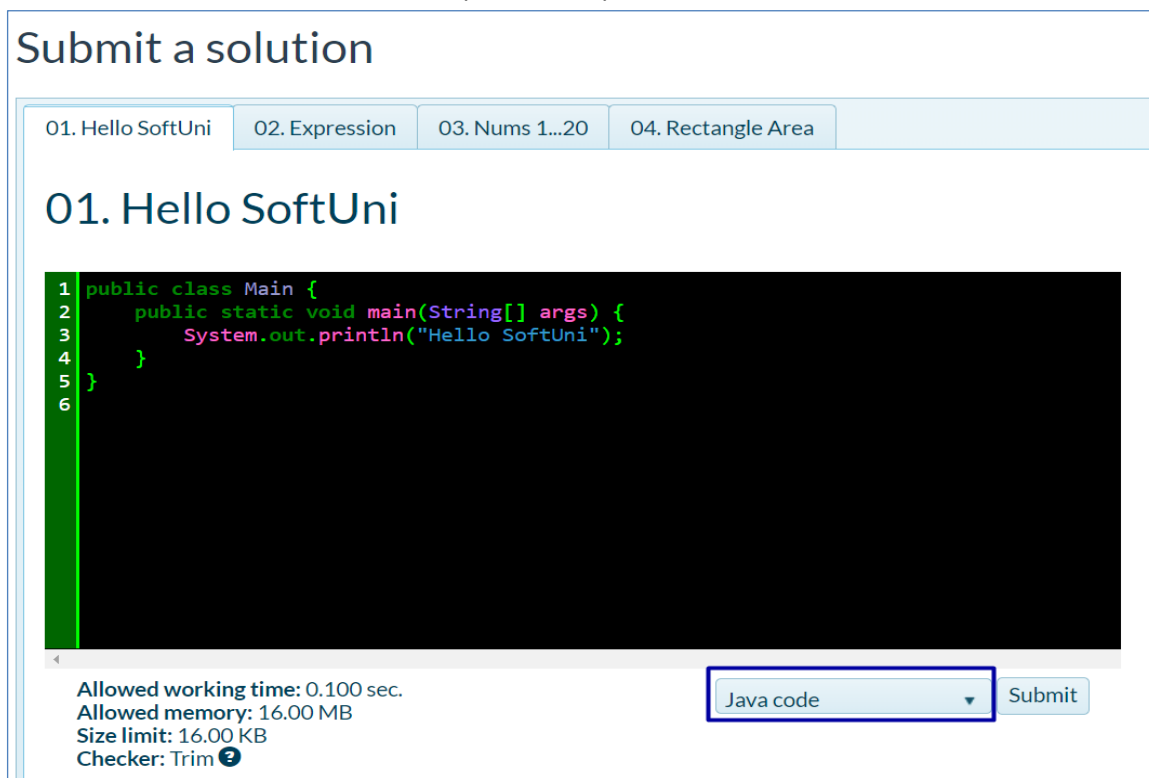 Submit a solution
01. Hello SoftUni 02. Expression 03. Nums 1...20 04. Rectangle Area
01. Hello SoftUni
1 public class Main {
2     public static void main(String[] args) {
3         System.out.println("Hello SoftUni");
4     }
5 }
6
Allowed working time: 0.100 sec.
Allowed memory: 16.00 MB
Size limit: 16.00 KB
Checker: Trim ?
Java code Submit